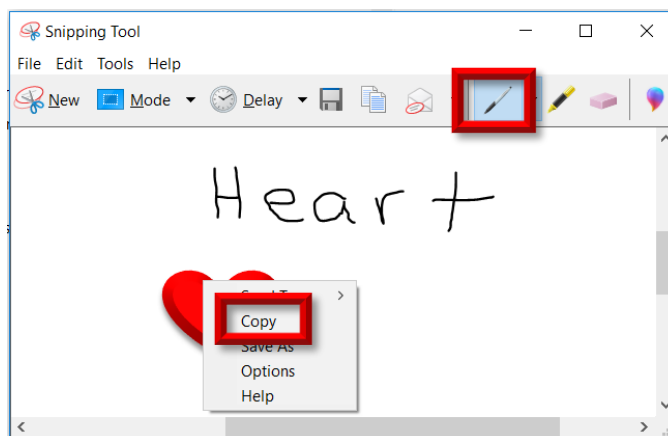 Snipping Tool
File Edit Tools Help
New Mode Delay
Heart
Copy
Save As
Options
Help